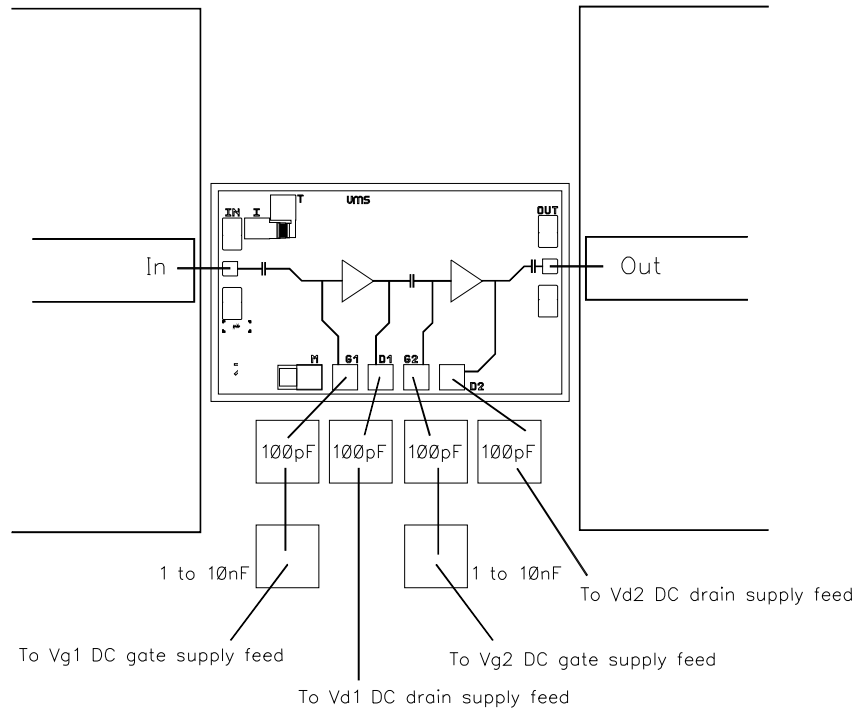 T
ums
IN
I
OUT
In
Out
M
G1
D1
G2
D2
100pF
100pF
100pF
100pF
1 to 10nF
1 to 10nF
To Vd2 DC drain supply feed
To Vg1 DC gate supply feed
To Vg2 DC gate supply feed
To Vd1 DC drain supply feed